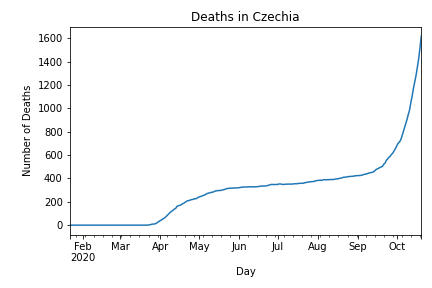 Deaths in Czechia
Number of Deaths
1600
1400
1200
1000
800
600
400
200
0
Feb Mar Apr May Jun Jul Aug Sep Oct
2020
Day